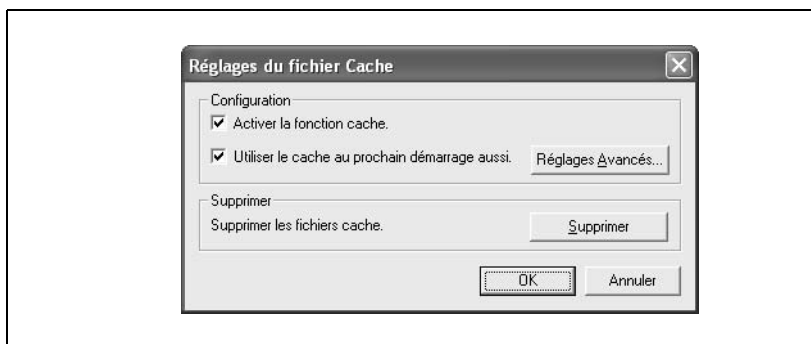 Réglages du fichier Cache
Configuration
Activer la fonction cache.
Utiliser le cache au prochain démarrage aussi.
Réglages Avancés...
Supprimer
Supprimer les fichiers cache.
Supprimer
OK
Annuler